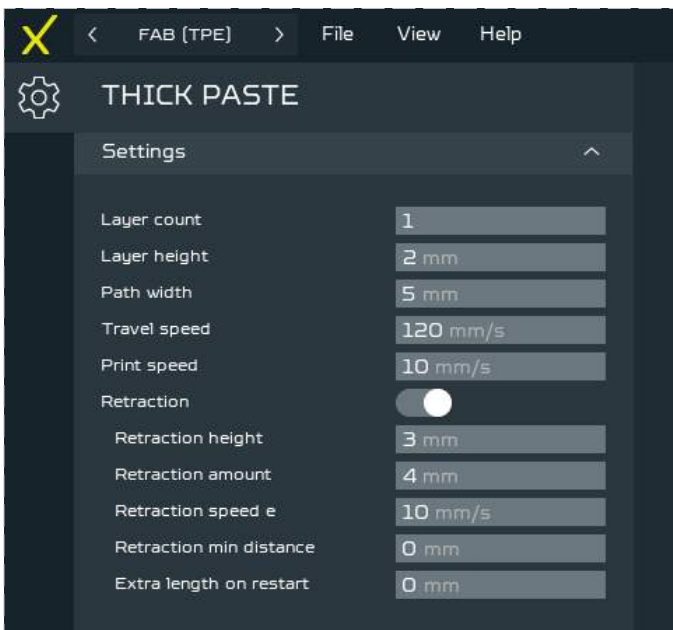 FAB (TPE) File View Help
THICK PASTE
Settings
Layer count 1
Layer height 2 mm
Path width 5 mm
Travel speed 120 mm/s
Print speed 10 mm/s
Retraction
Retraction height 3 mm
Retraction amount 4 mm
Retraction speed e 10 mm/s
Retraction min distance 0 mm
Extra length on restart 0 mm